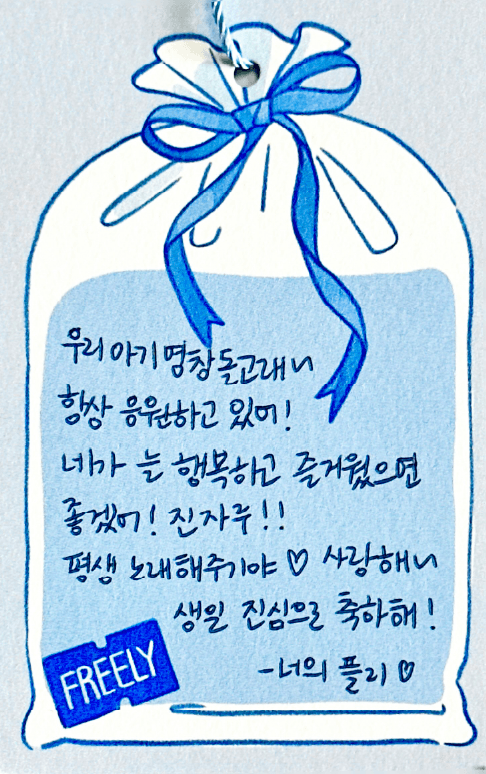 우리 아기 명창 돌고래니
항상 응원하고 있어!
네가 늘 행복하고 즐거웠으면
좋겠어! 진자루!!
평생 노래해주기야 ♡ 사랑해니
생일 진심으로 축하해!
-너의 플리 ♡
FREELY